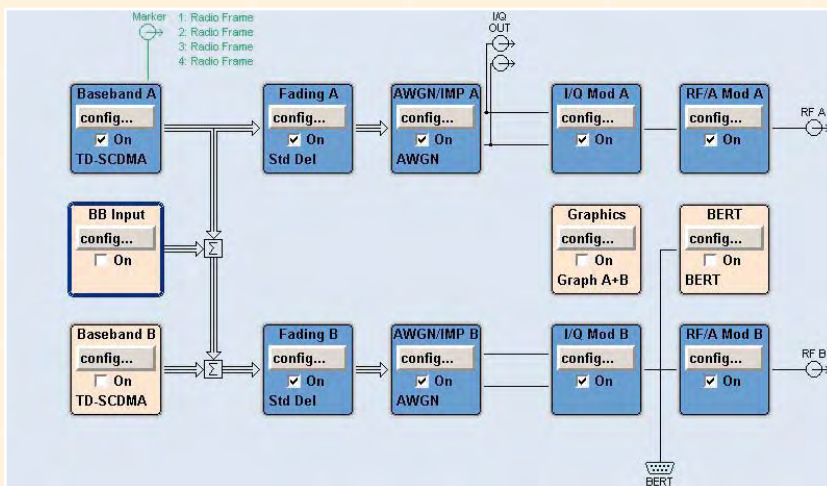 Marker
1: Radio Frame
2: Radio Frame
3: Radio Frame
4: Radio Frame
I/Q
OUT
Baseband A
config...
On
TD-SCDMA
Fading A
config...
On
Std Del
AWGN/IMP A
config...
On
AWGN
I/Q Mod A
config...
On
RF/A Mod A
config...
On
RF A
BB Input
config...
On
Σ
Graphics
config...
On
Graph A+B
BERT
config...
On
BERT
Baseband B
config...
On
TD-SCDMA
Σ
Fading B
config...
On
Std Del
AWGN/IMP B
config...
On
AWGN
I/Q Mod B
config...
On
RF/A Mod B
config...
On
RF B
BERT